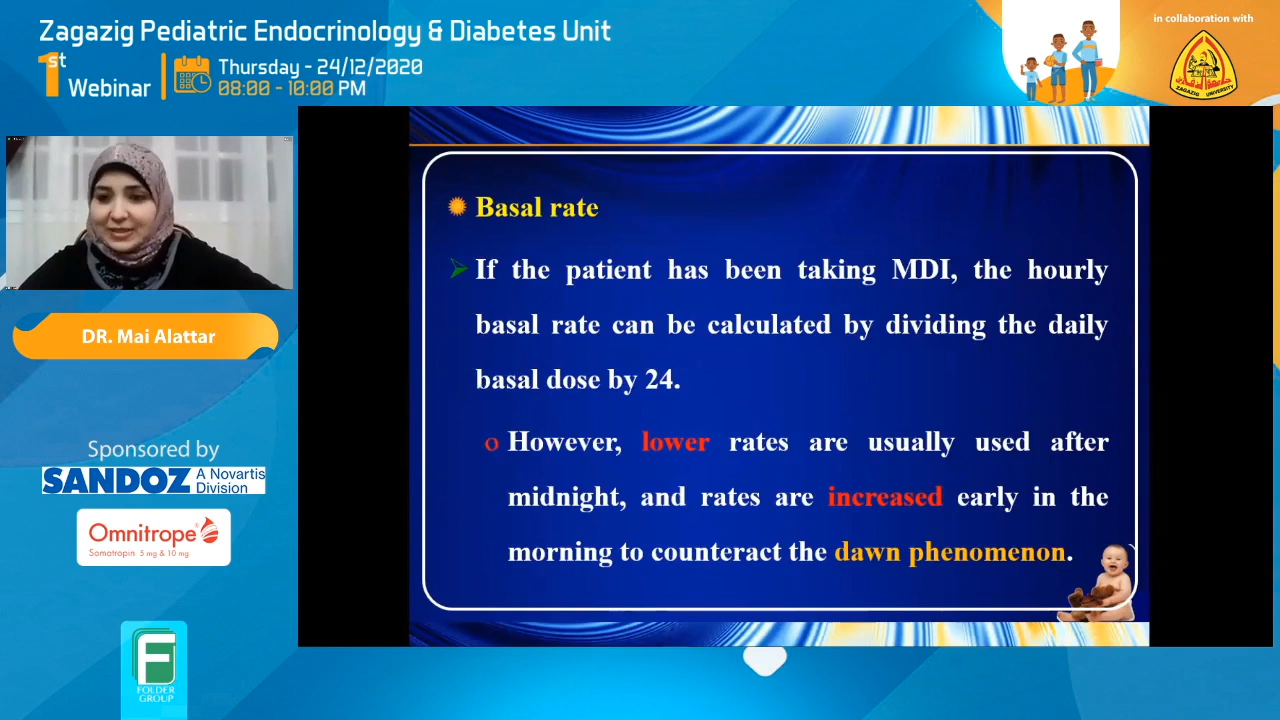 Zagazig Pediatric Endocrinology & Diabetes Unit
1st Webinar
Thursday - 24/12/2020
08:00 - 10:00 PM
in collaboration with
ZAGAZIG UNIVERSITY
DR. Mai Alattar
Sponsored by
SANDOZ A Novartis
Division
Omnitrope®
Somatropin 5 mg & 10 mg
FOLDER
GROUP
Basal rate
If the patient has been taking MDI, the hourly
basal rate can be calculated by dividing the daily
basal dose by 24.
However, lower rates are usually used after
midnight, and rates are increased early in the
morning to counteract the dawn phenomenon.